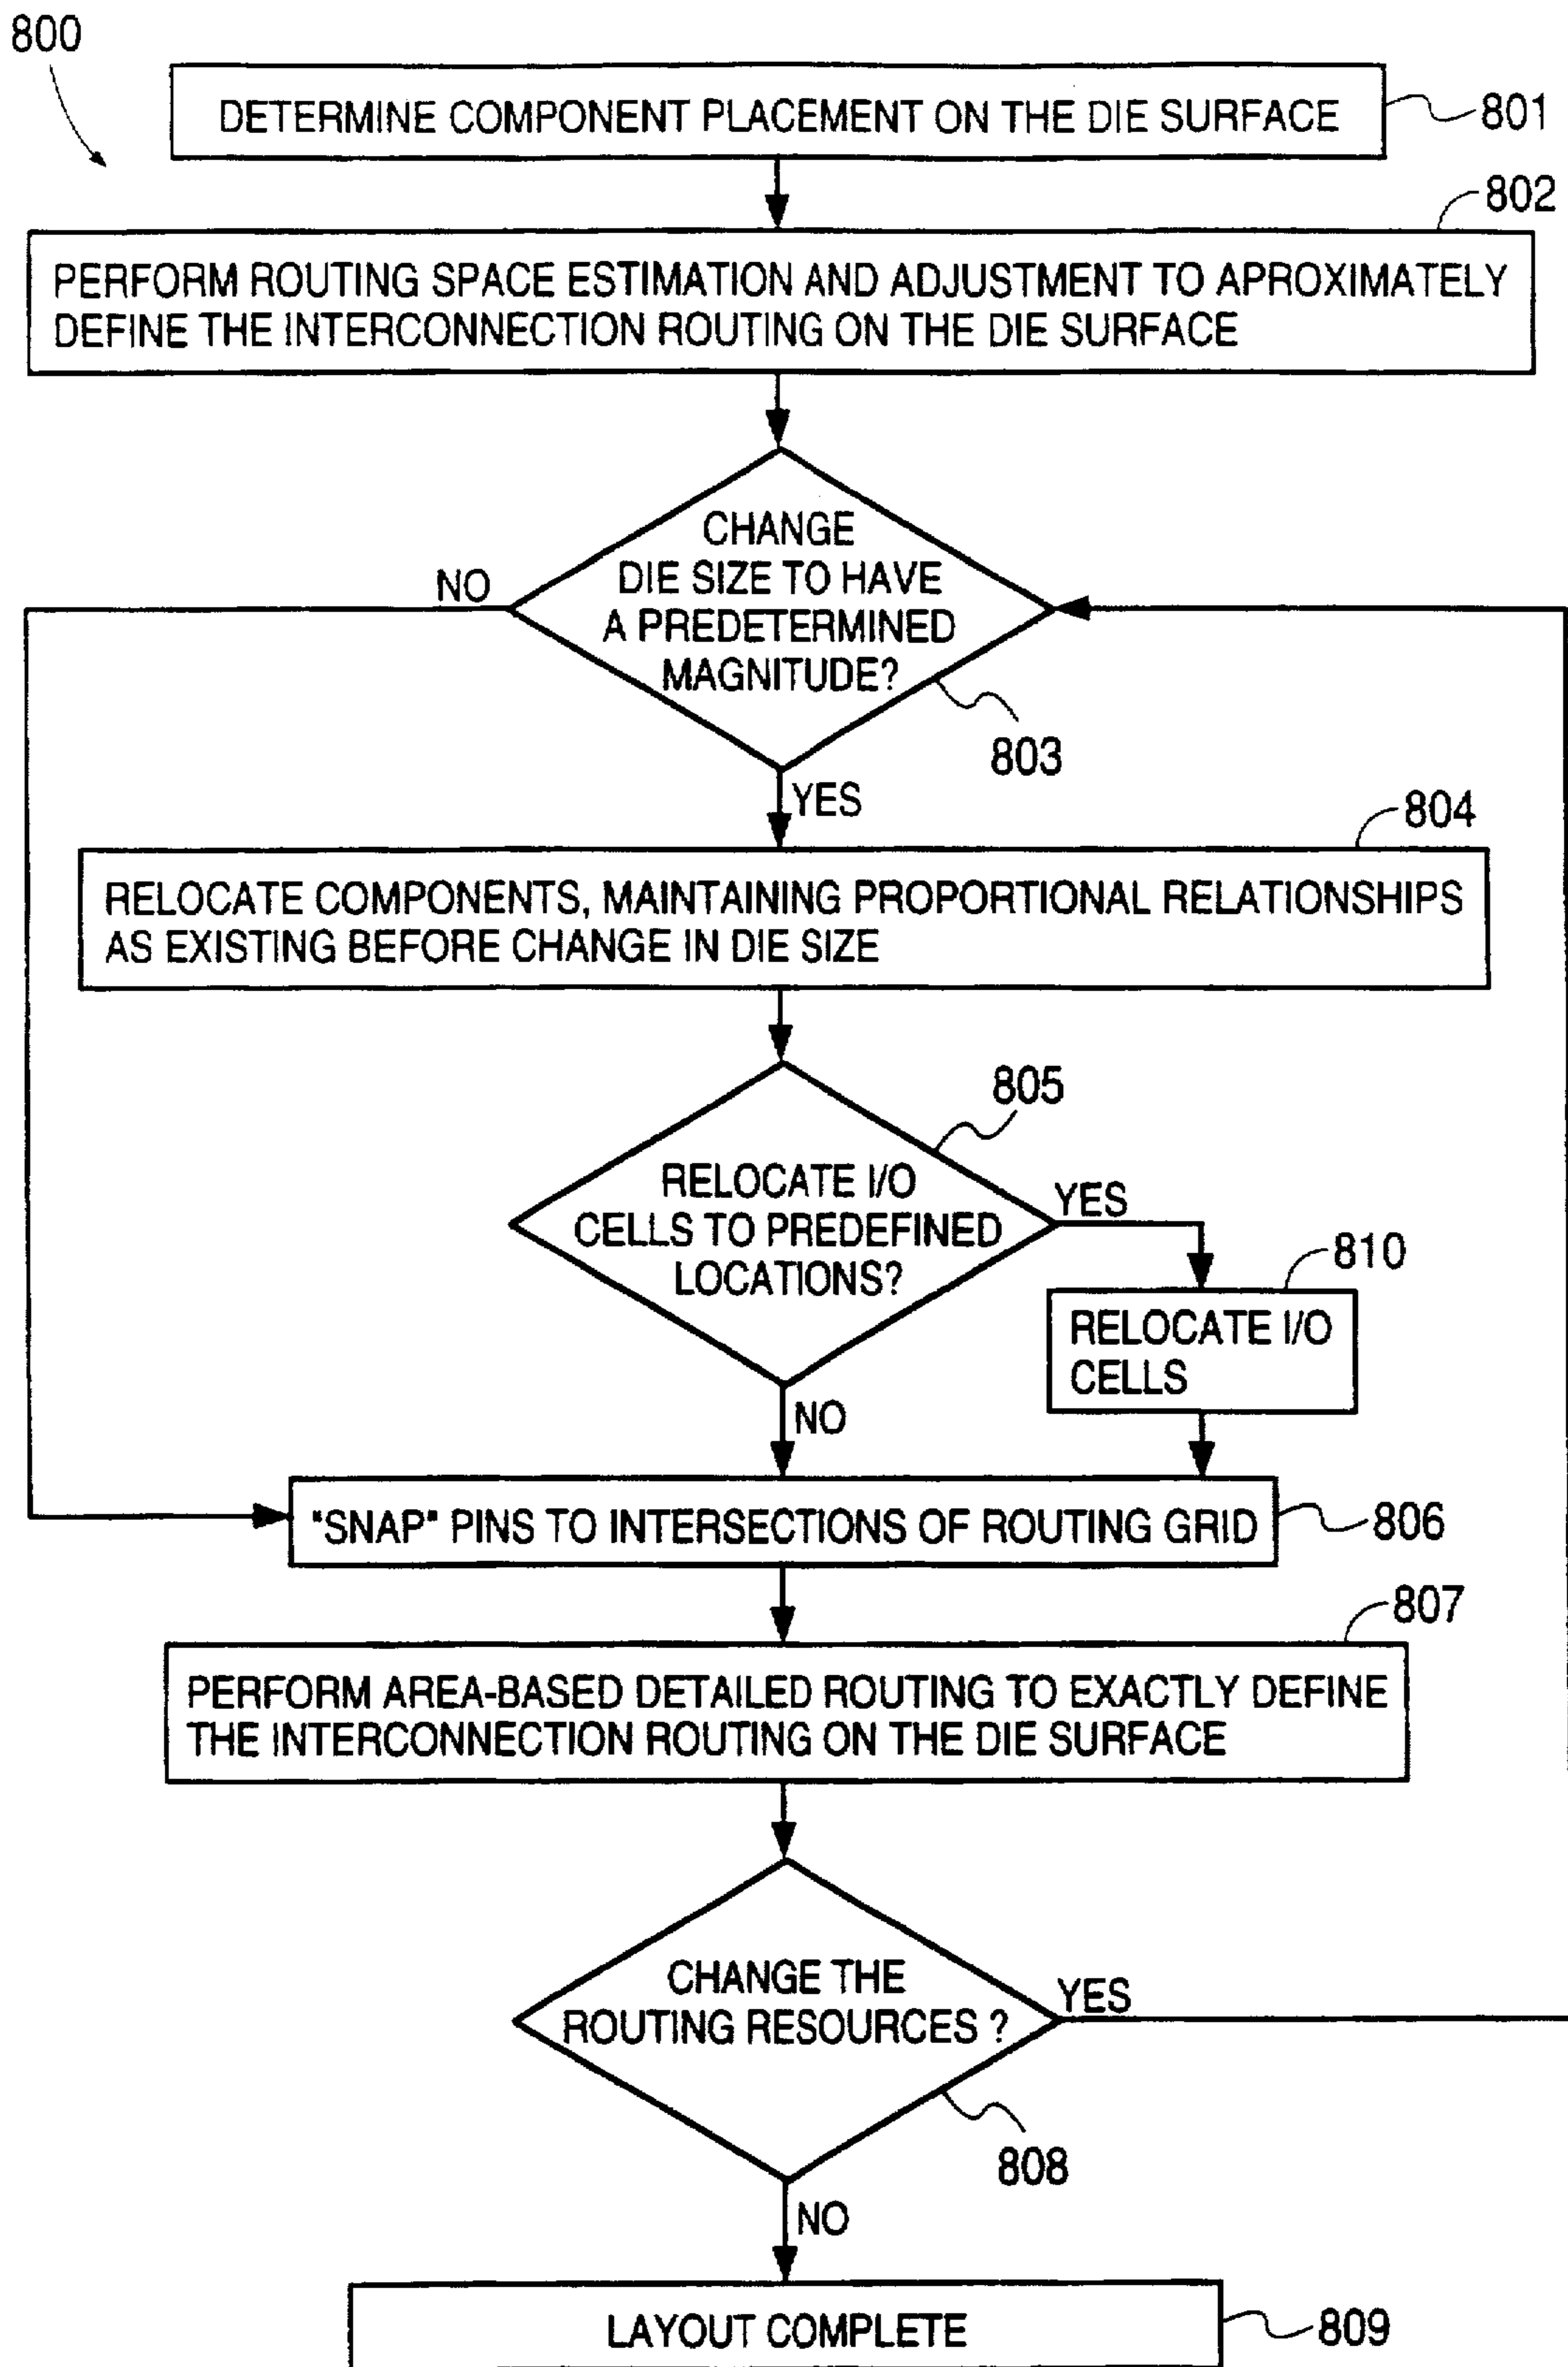 800
DETERMINE COMPONENT PLACEMENT ON THE DIE SURFACE
801
802
PERFORM ROUTING SPACE ESTIMATION AND ADJUSTMENT TO APROXIMATELY
DEFINE THE INTERCONNECTION ROUTING ON THE DIE SURFACE
CHANGE
DIE SIZE TO HAVE
A PREDETERMINED
MAGNITUDE?
NO
803
YES
804
RELOCATE COMPONENTS, MAINTAINING PROPORTIONAL RELATIONSHIPS
AS EXISTING BEFORE CHANGE IN DIE SIZE
805
RELOCATE I/O
CELLS TO PREDEFINED
LOCATIONS?
YES
810
RELOCATE I/O
CELLS
NO
"SNAP" PINS TO INTERSECTIONS OF ROUTING GRID
806
807
PERFORM AREA-BASED DETAILED ROUTING TO EXACTLY DEFINE
THE INTERCONNECTION ROUTING ON THE DIE SURFACE
CHANGE THE
ROUTING RESOURCES ?
YES
808
NO
LAYOUT COMPLETE
809